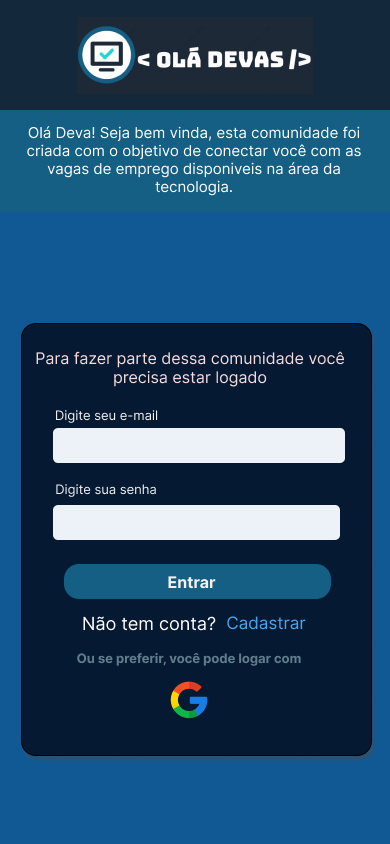 < OLÁ DEVAS />
Olá Deva! Seja bem vinda, esta comunidade foi
criada com o objetivo de conectar você com as
vagas de emprego disponiveis na área da
tecnologia.
Para fazer parte dessa comunidade você
precisa estar logado
Digite seu e-mail
Digite sua senha
Entrar
Não tem conta? Cadastrar
Ou se preferir, você pode logar com